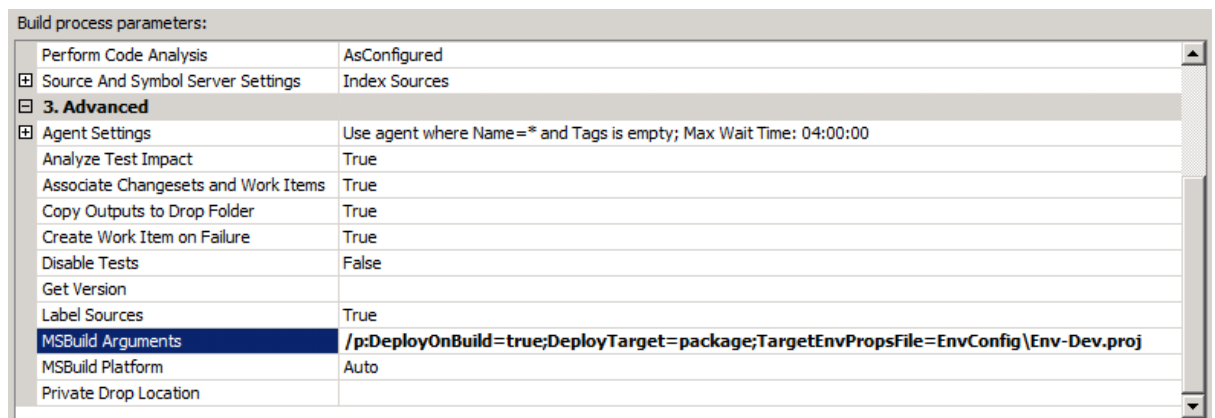 Build process parameters:
Perform Code Analysis AsConfigured
Source And Symbol Server Settings Index Sources
3. Advanced
Agent Settings Use agent where Name=* and Tags is empty; Max Wait Time: 04:00:00
Analyze Test Impact True
Associate Changesets and Work Items True
Copy Outputs to Drop Folder True
Create Work Item on Failure True
Disable Tests False
Get Version
Label Sources True
MSBuild Arguments /p:DeployOnBuild=true;DeployTarget=package;TargetEnvPropsFile=EnvConfig\Env-Dev.proj
MSBuild Platform Auto
Private Drop Location